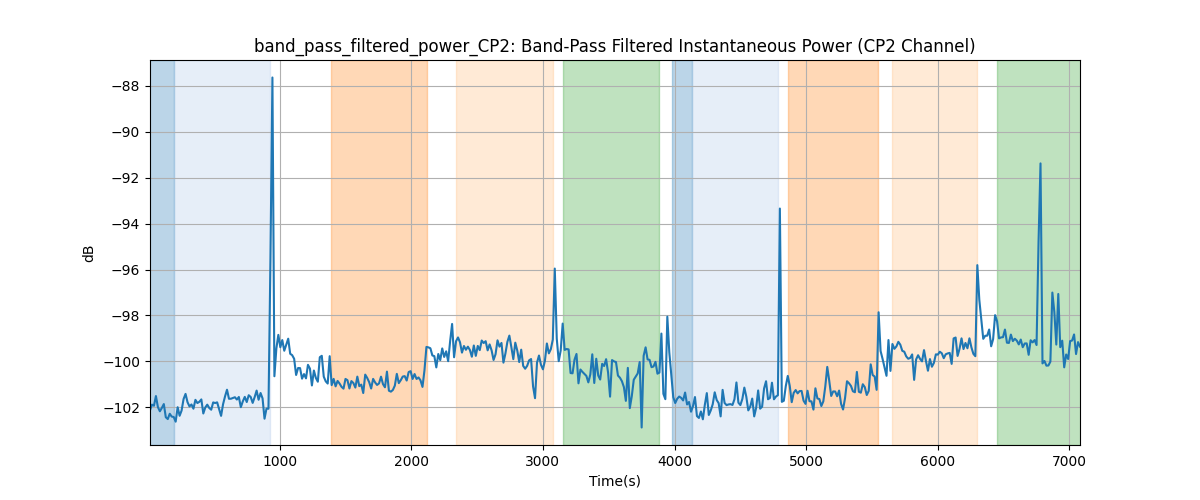 band_pass_filtered_power_CP2: Band-Pass Filtered Instantaneous Power (CP2 Channel)
−88
−90
−92
−94
−96
−98
−100
−102
dB
1000 2000 3000 4000 5000 6000 7000
Time(s)